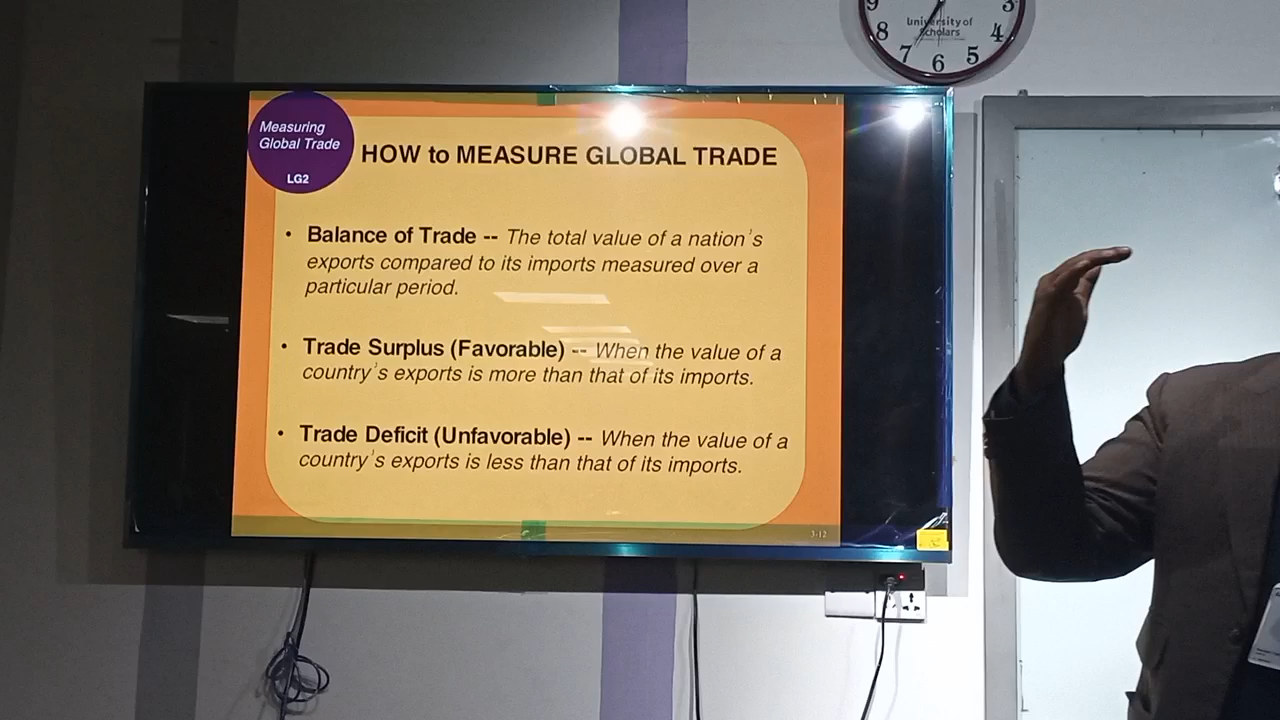 9
3
University of
Scholars
8
4
7
5
6
Measuring
Global Trade
LG2
HOW to MEASURE GLOBAL TRADE
• Balance of Trade -- The total value of a nation's
exports compared to its imports measured over a
particular period.
• Trade Surplus (Favorable) -- When the value of a
country's exports is more than that of its imports.
• Trade Deficit (Unfavorable) -- When the value of a
country's exports is less than that of its imports.
3-12